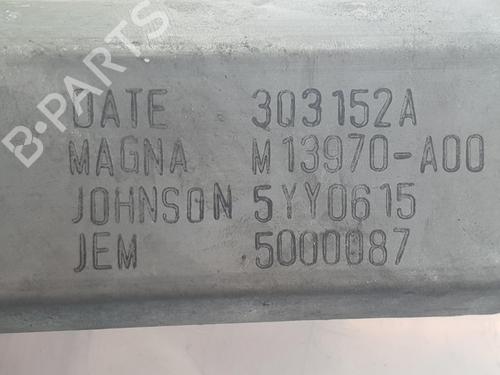 DATE 3Q3152A
MAGNA M13970-A00
JOHNSON 5YY0615
JEM 5000087
B-PARTS